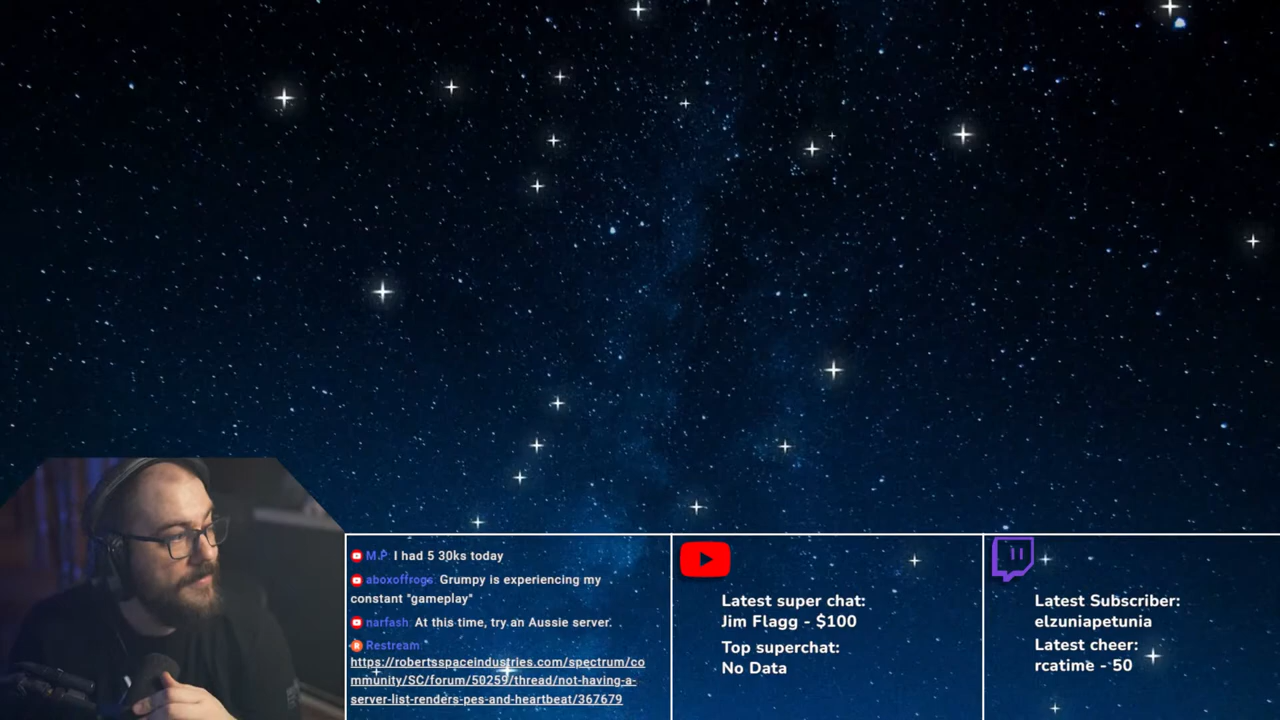 M.P: I had 5 30ks today
aboxoffrogs: Grumpy is experiencing my
constant "gameplay"
narfash: At this time, try an Aussie server.
Restream:
https://robertsspaceindustries.com/spectrum/co
mmunity/SC/forum/50259/thread/not-having-a-
server-list-renders-pes-and-heartbeat/367679
Latest super chat:
Jim Flagg - $100
Top superchat:
No Data
Latest Subscriber:
elzuniapetunia
Latest cheer:
rcatime - 50